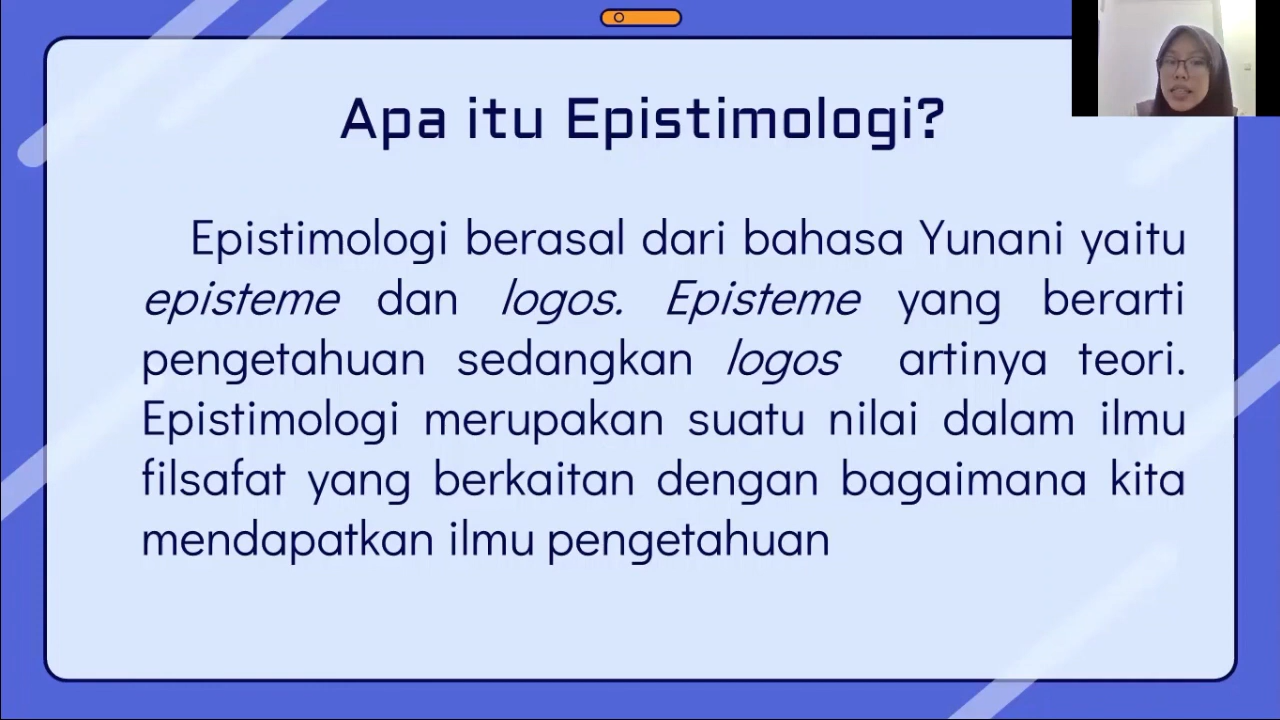 Apa itu Epistimologi?
Epistimologi berasal dari bahasa Yunani yaitu
episteme dan logos. Episteme yang berarti
pengetahuan sedangkan logos artinya teori.
Epistimologi merupakan suatu nilai dalam ilmu
filsafat yang berkaitan dengan bagaimana kita
mendapatkan ilmu pengetahuan